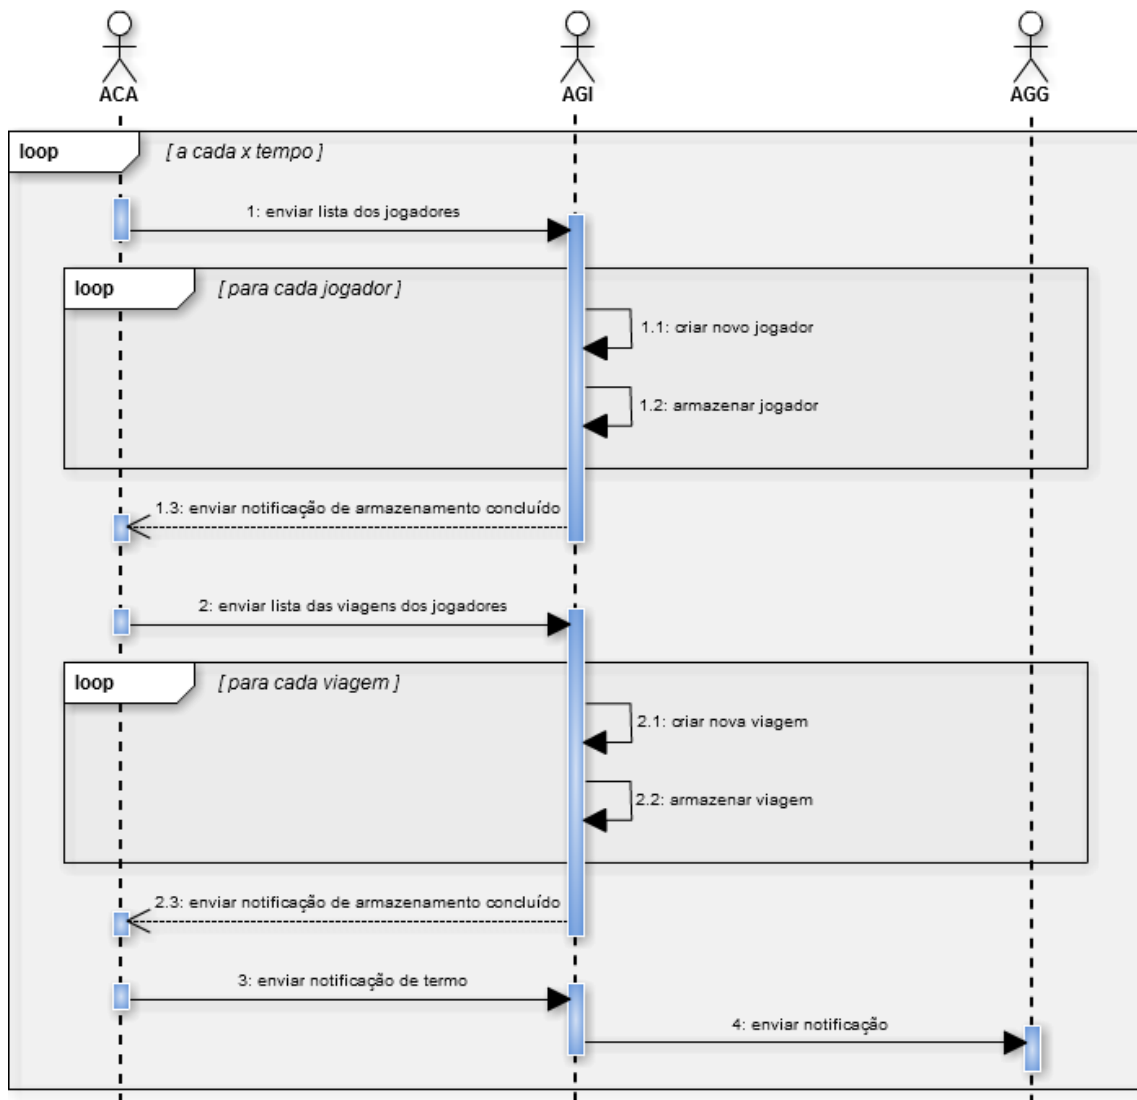 ACA
AGI
AGG
loop
[ a cada x tempo ]
1: enviar lista dos jogadores
loop
[ para cada jogador ]
1.1: criar novo jogador
1.2: armazenar jogador
1.3: enviar notificação de armazenamento concluído
2: enviar lista das viagens dos jogadores
loop
[ para cada viagem ]
2.1: criar nova viagem
2.2: armazenar viagem
2.3: enviar notificação de armazenamento concluído
3: enviar notificação de termo
4: enviar notificação